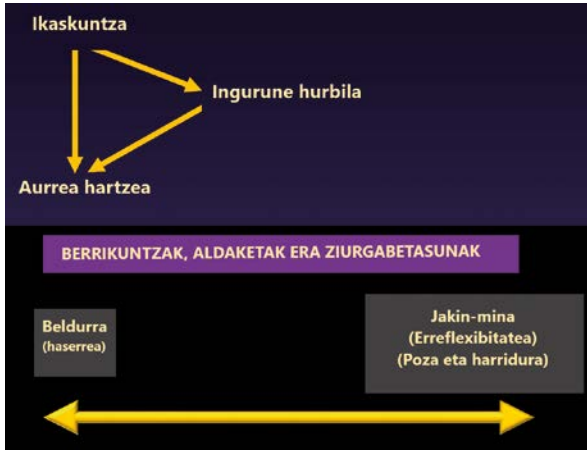 Ikaskuntza
Ingurune hurbila
Aurrea hartzea
BERRIKUNTZAK, ALDAKETAK ERA ZIURGABETASUNAK
Beldurra
(haserrea)
Jakin-mina
(Erreflexibitatea)
(Poza eta harridura)